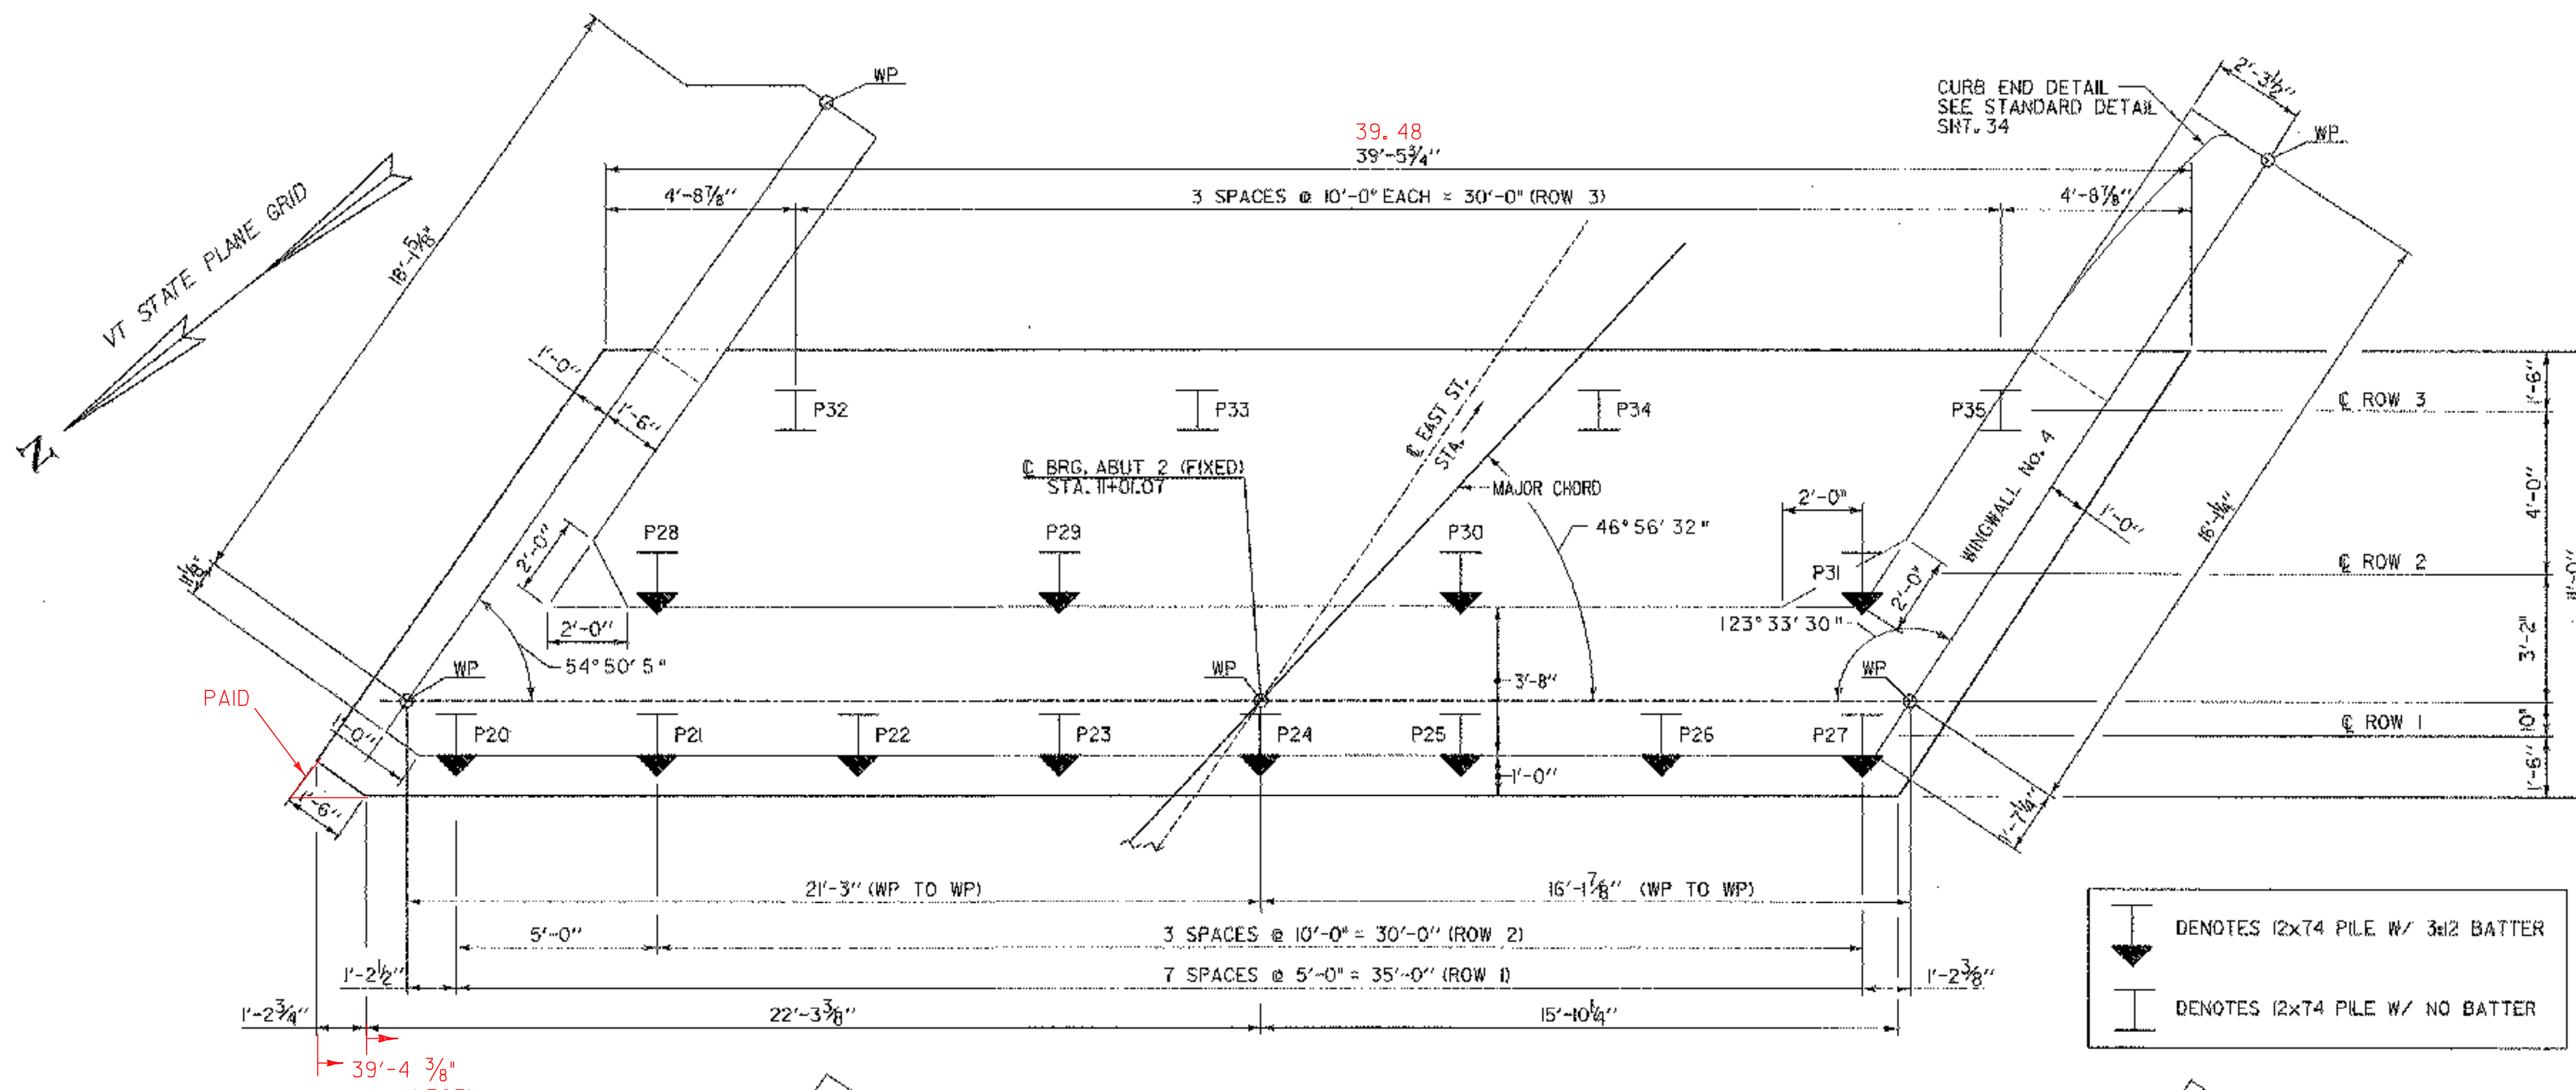 WP
CURB END DETAIL
SEE STANDARD DETAIL
SHT. 34
2'-3½"
WP
39.48
39'-5¾"
4'-8⅞"
3 SPACES @ 10'-0" EACH = 30'-0" (ROW 3)
4'-8⅞"
VT STATE PLANE GRID
N
18'-1⅝"
1'-0"
1'-6"
P32
P33
P34
P35
℄ ROW 3
1'-6"
℄ EAST ST.
STA.
℄ BRG. ABUT 2 (FIXED)
STA. 11+01.07
MAJOR CHORD
46°56'32"
2'-0"
WINGWALL No. 4
1'-0"
16'-1¼"
4'-0"
11'-0"
P28
P29
P30
P31
℄ ROW 2
2'-0"
2'-0"
11⅛"
2'-0"
54°50'5"
123°33'30"
3'-2"
WP
WP
WP
3'-8"
PAID
1'-0"
P20
P21
P22
P23
P24
P25
P26
P27
℄ ROW 1
10"
1'-0"
1'-6"
1'-6"
1'-7¼"
21'-3" (WP TO WP)
16'-1⅞" (WP TO WP)
5'-0"
3 SPACES @ 10'-0" = 30'-0" (ROW 2)
1'-2½"
7 SPACES @ 5'-0" = 35'-0" (ROW 1)
1'-2⅜"
1'-2¾"
22'-3⅜"
15'-10¼"
39'-4 ⅜"
DENOTES 12x74 PILE W/ 3:12 BATTER
DENOTES 12x74 PILE W/ NO BATTER